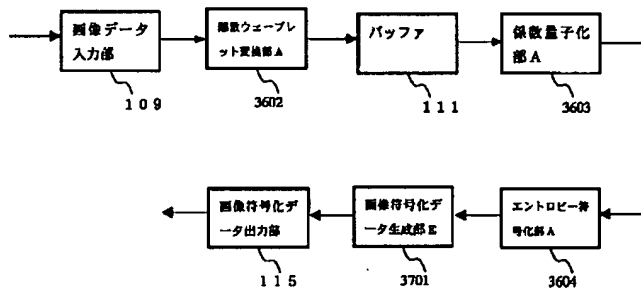 画像データ
入力部
離散ウェーブレ
ット変換部A
バッファ
係数量子化
部A
109
3602
111
3603
画像符号化デ
ータ出力部
画像符号化デ
ータ生成部E
エントロピー符
号化部A
115
3701
3604